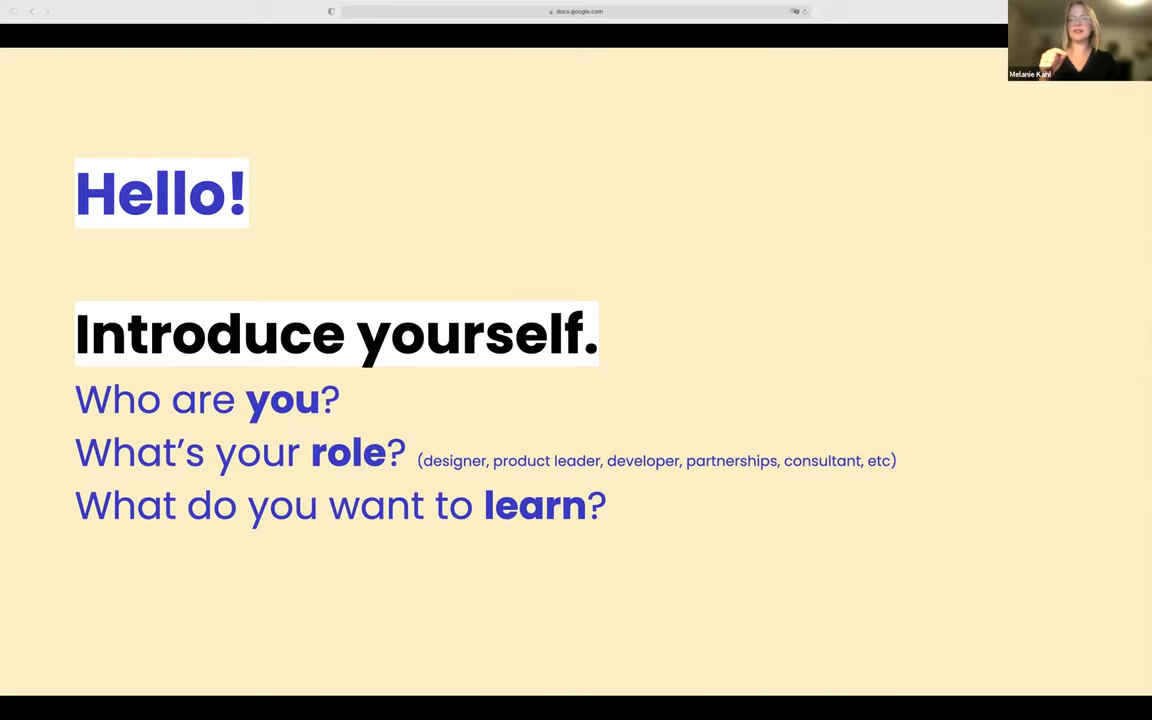 docs.google.com
Melanie Kahl
Hello!
Introduce yourself.
Who are you?
What's your role? (designer, product leader, developer, partnerships, consultant, etc)
What do you want to learn?